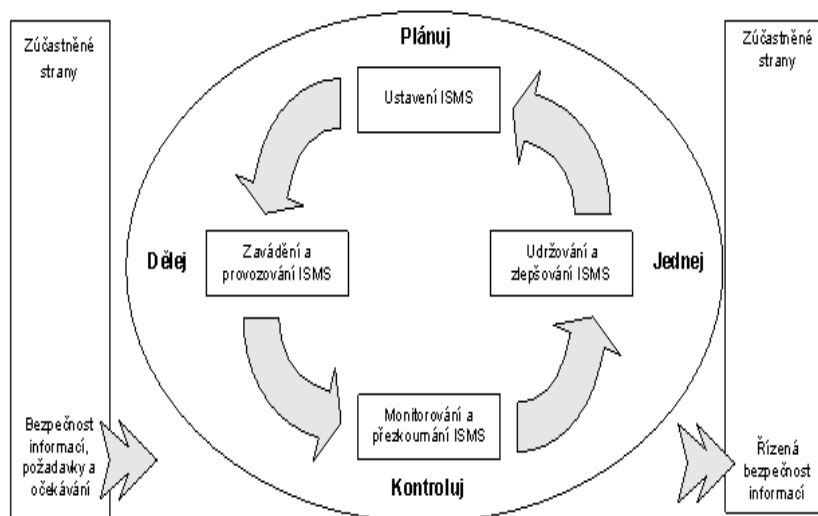 Zúčastněné
strany
Bezpečnost
informací,
požadavky a
očekávání
Plánuj
Ustavení ISMS
Dělej
Zavádění a
provozování ISMS
Udržování a
zlepšování ISMS
Jednej
Monitorování a
přezkoumání ISMS
Kontroluj
Zúčastněné
strany
Řízená
bezpečnost
informací